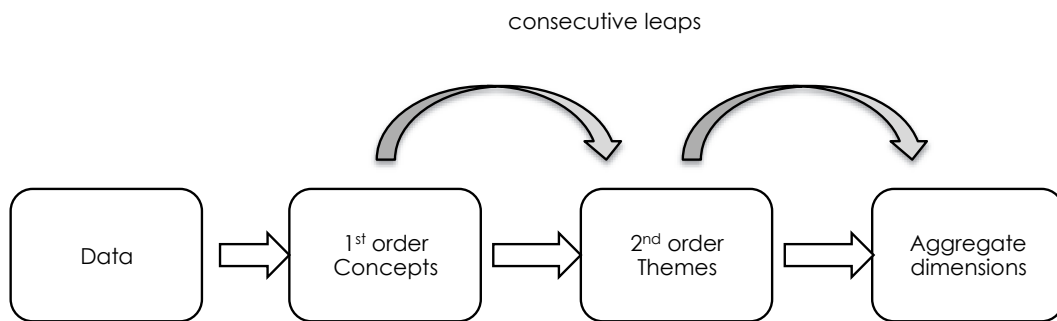 consecutive leaps
Data
1st order
Concepts
2nd order
Themes
Aggregate
dimensions